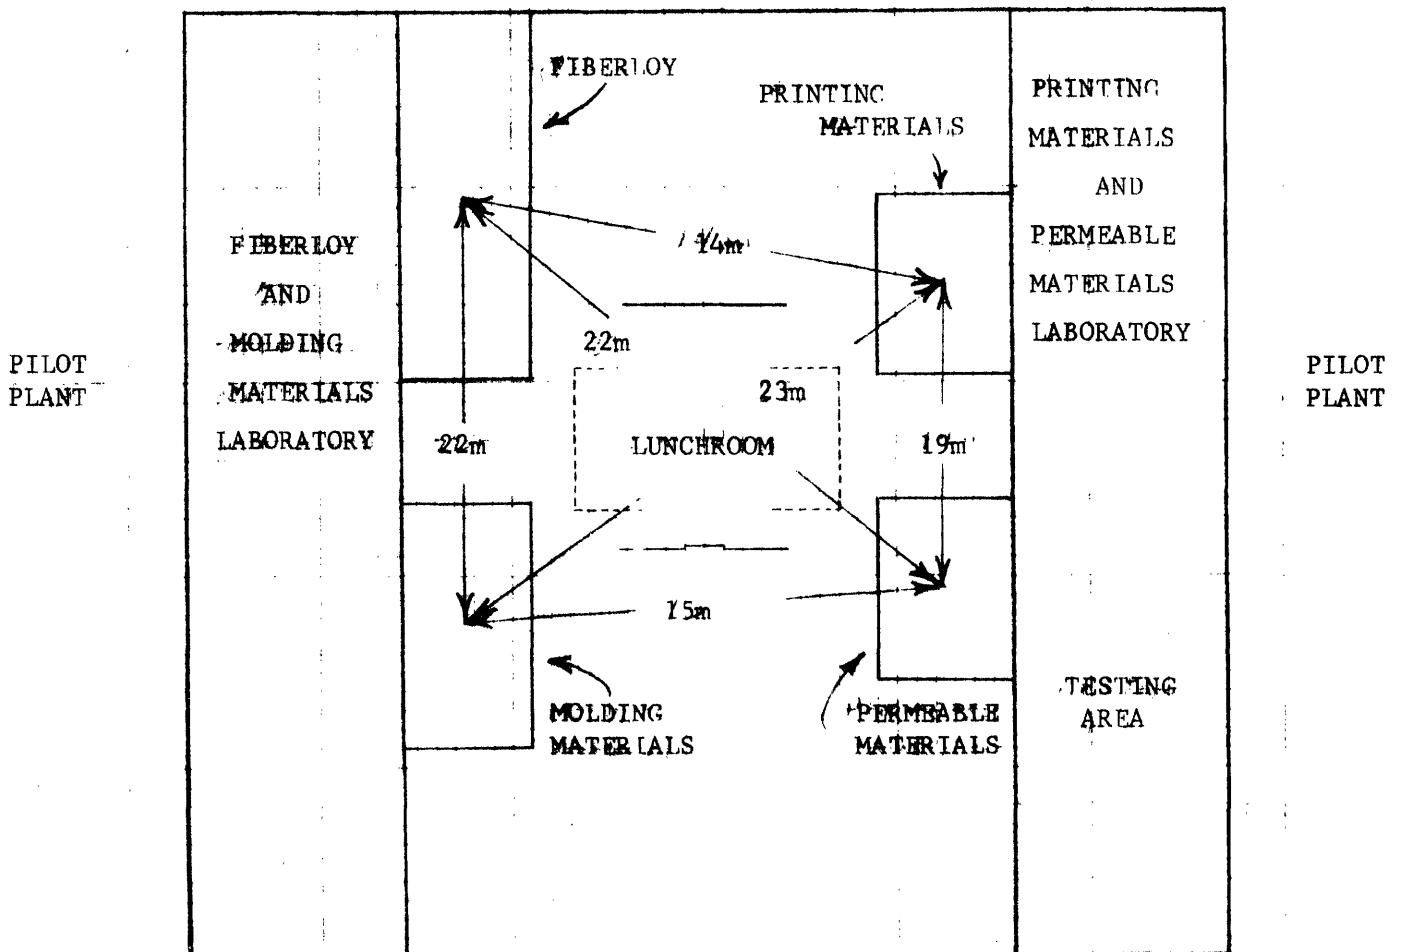 FIBERLOY
PRINTING
MATERIALS
PRINTING
MATERIALS
AND
PERMEABLE
MATERIALS
LABORATORY
FIBERLOY
AND
MOLDING
MATERIALS
LABORATORY
PILOT
PLANT
14m
22m
23m
22m
LUNCHROOM
19m
PILOT
PLANT
15m
MOLDING
MATERIALS
PERMEABLE
MATERIALS
TESTING
AREA